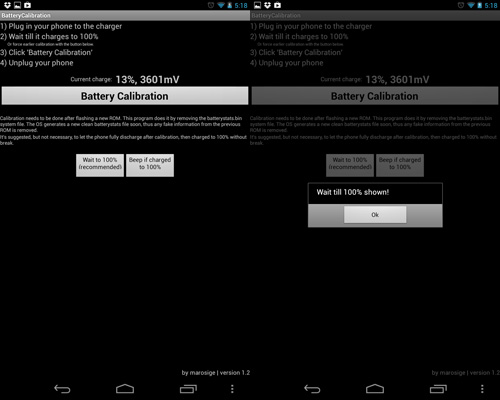 5:18
BatteryCalibration
1) Plug in your phone to the charger
2) Wait till it charges to 100%
Or force earlier calibration with the button below.
3) Click 'Battery Calibration'
4) Unplug your phone
Current charge: 13%, 3601mV
Battery Calibration
Calibration needs to be done after flashing a new ROM. This program does it by removing the batterystats.bin
system file. The OS generates a new clean batterystats file soon, thus any fake information from the previous
ROM is removed.
It's suggested, but not necessary, to let the phone fully discharge after calibration, then charged to 100% without
break.
Wait to 100%
(recommended)
Beep if charged
to 100%
by marosige | version 1.2
5:18
BatteryCalibration
1) Plug in your phone to the charger
2) Wait till it charges to 100%
Or force earlier calibration with the button below.
3) Click 'Battery Calibration'
4) Unplug your phone
Current charge: 13%, 3601mV
Battery Calibration
Calibration needs to be done after flashing a new ROM. This program does it by removing the batterystats.bin
system file. The OS generates a new clean batterystats file soon, thus any fake information from the previous
ROM is removed.
It's suggested, but not necessary, to let the phone fully discharge after calibration, then charged to 100% without
break.
Wait to 100%
(recommended)
Beep if charged
to 100%
Wait till 100% shown!
Ok
by marosige | version 1.2